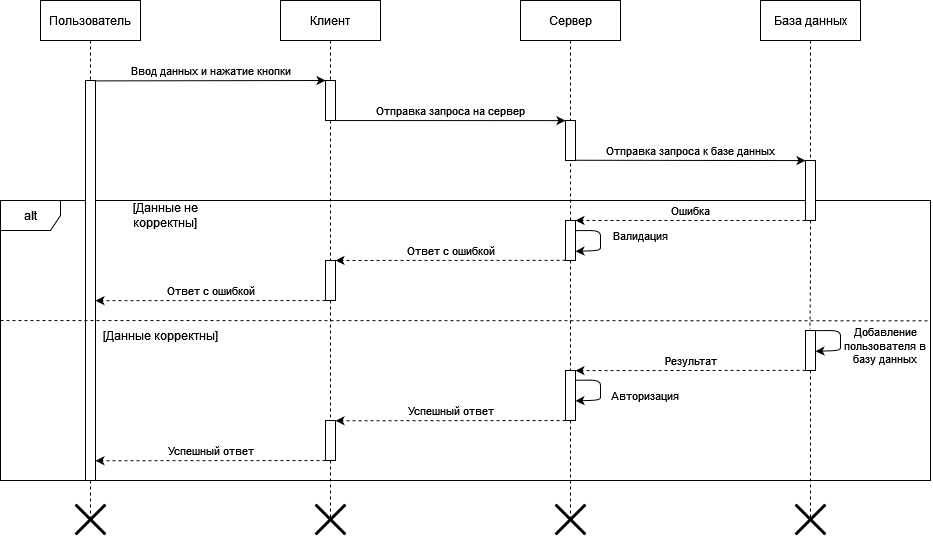 Пользователь
Клиент
Сервер
База данных
Ввод данных и нажатие кнопки
Отправка запроса на сервер
Отправка запроса к базе данных
alt
[Данные не
корректны]
Ошибка
Валидация
Ответ с ошибкой
Ответ с ошибкой
[Данные корректны]
Добавление
пользователя в
базу данных
Результат
Авторизация
Успешный ответ
Успешный ответ